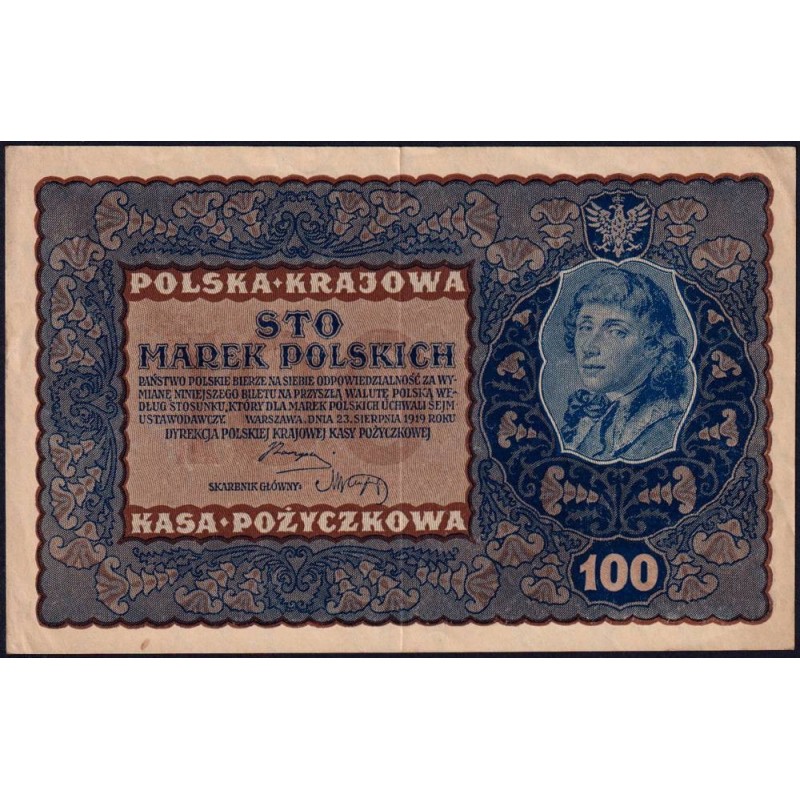 POLSKA KRAJOWA
STO
MAREK POLSKICH
PAŃSTWO POLSKIE BIERZE NA SIEBIE ODPOWIEDZIALNOŚĆ ZA WY-
MIANĘ NINIEJSZEGO BILETU NA PRZYSZŁĄ WALUTĘ POLSKĄ WE-
DŁUG STOSUNKU, KTÓRY DLA MAREK POLSKICH UCHWALI SEJM
USTAWODAWCZY. WARSZAWA, DNIA 23. SIERPNIA 1919 ROKU
DYREKCJA POLSKIEJ KRAJOWEJ KASY POŻYCZKOWEJ
SKARBNIK GŁÓWNY:
KASA POŻYCZKOWA
100